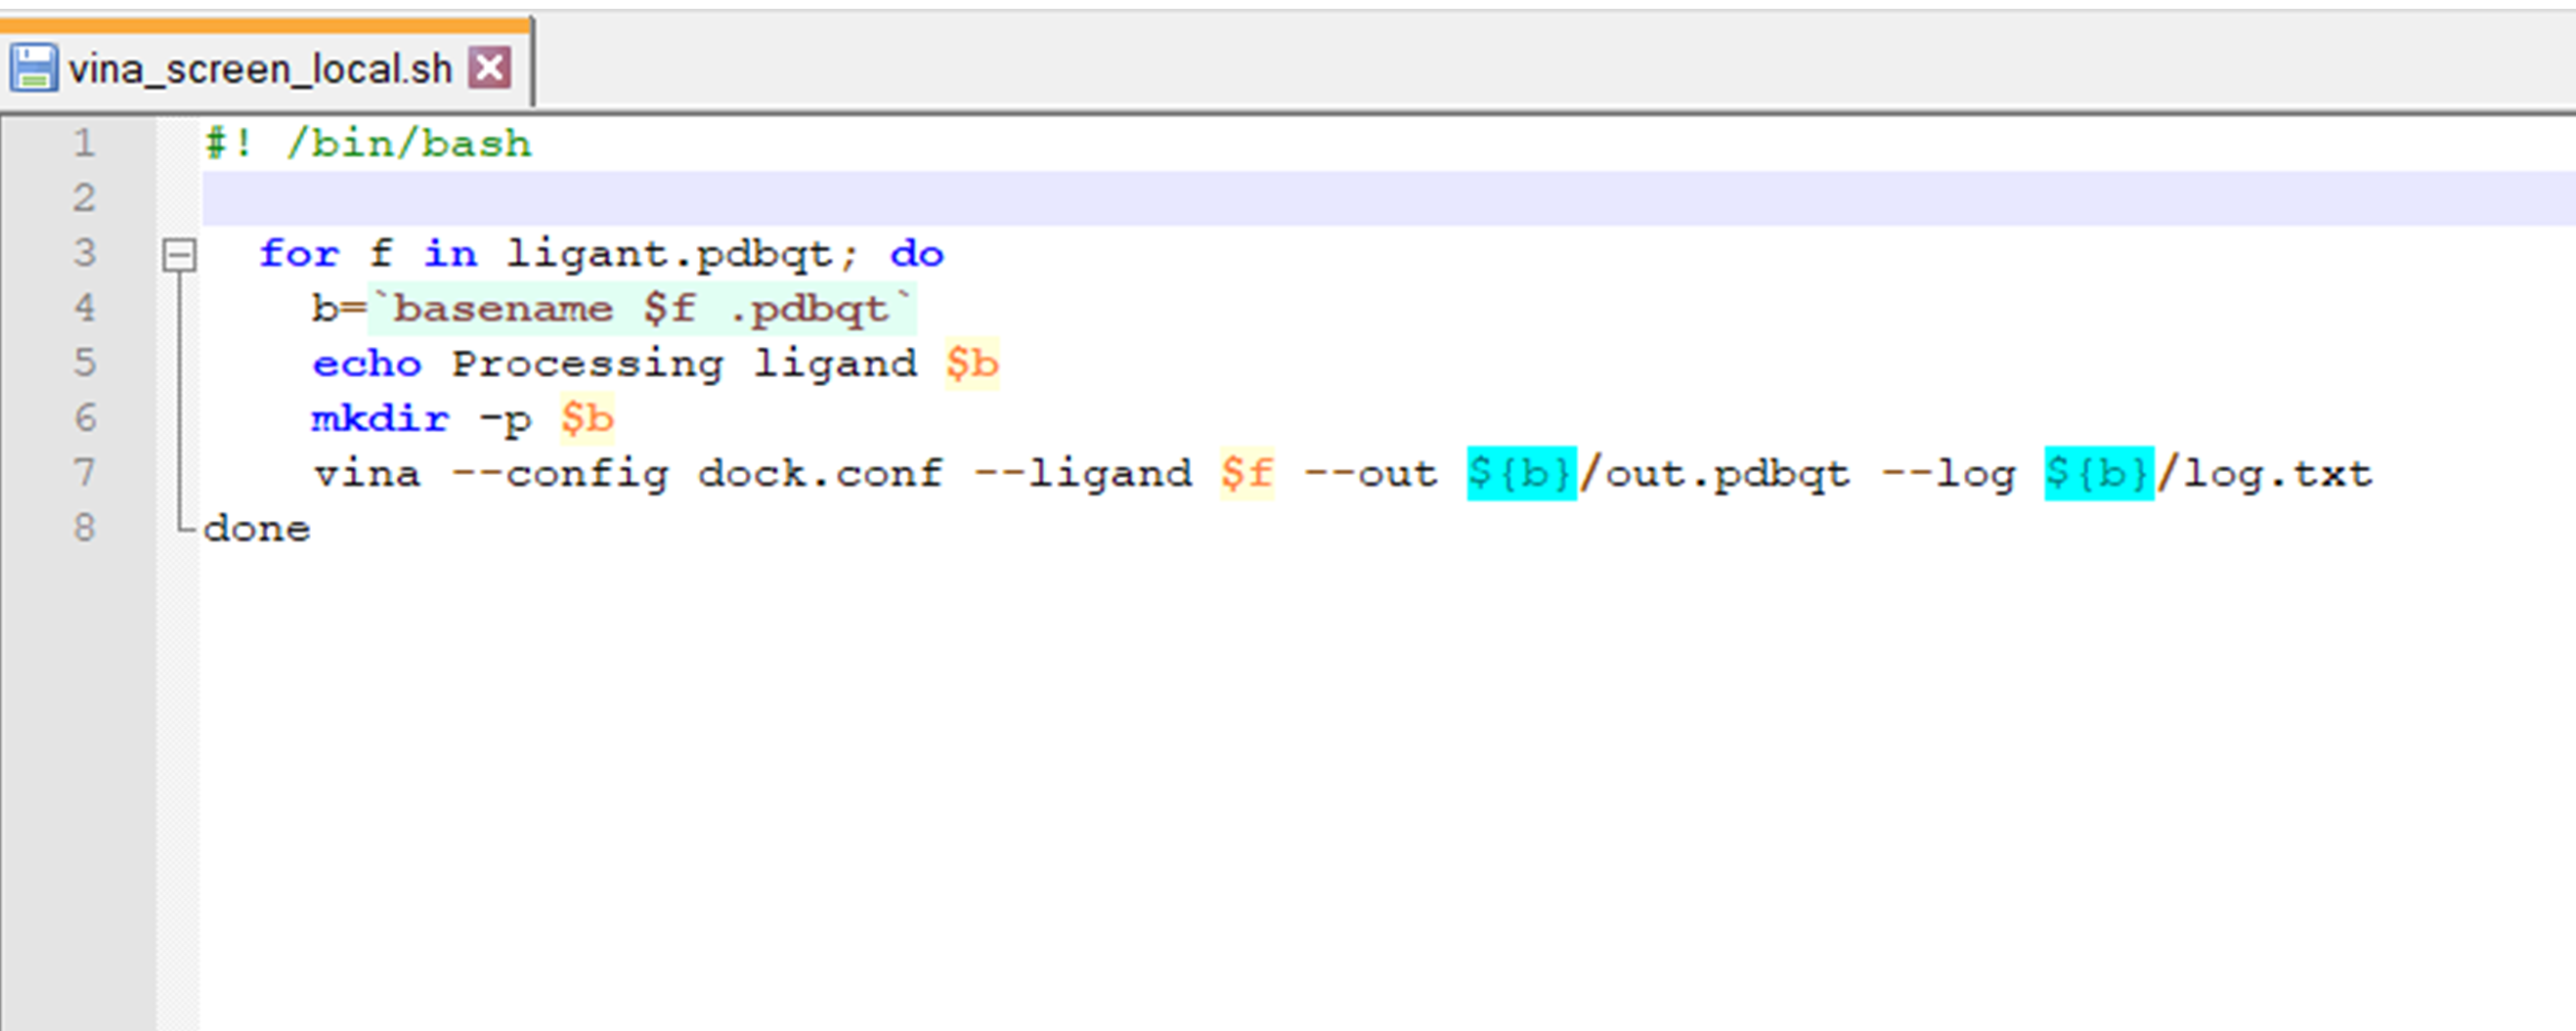 vina_screen_local.sh
1 #! /bin/bash
2
3 for f in ligant.pdbqt; do
4 b=`basename $f .pdbqt`
5 echo Processing ligand $b
6 mkdir -p $b
7 vina --config dock.conf --ligand $f --out ${b}/out.pdbqt --log ${b}/log.txt
8 done